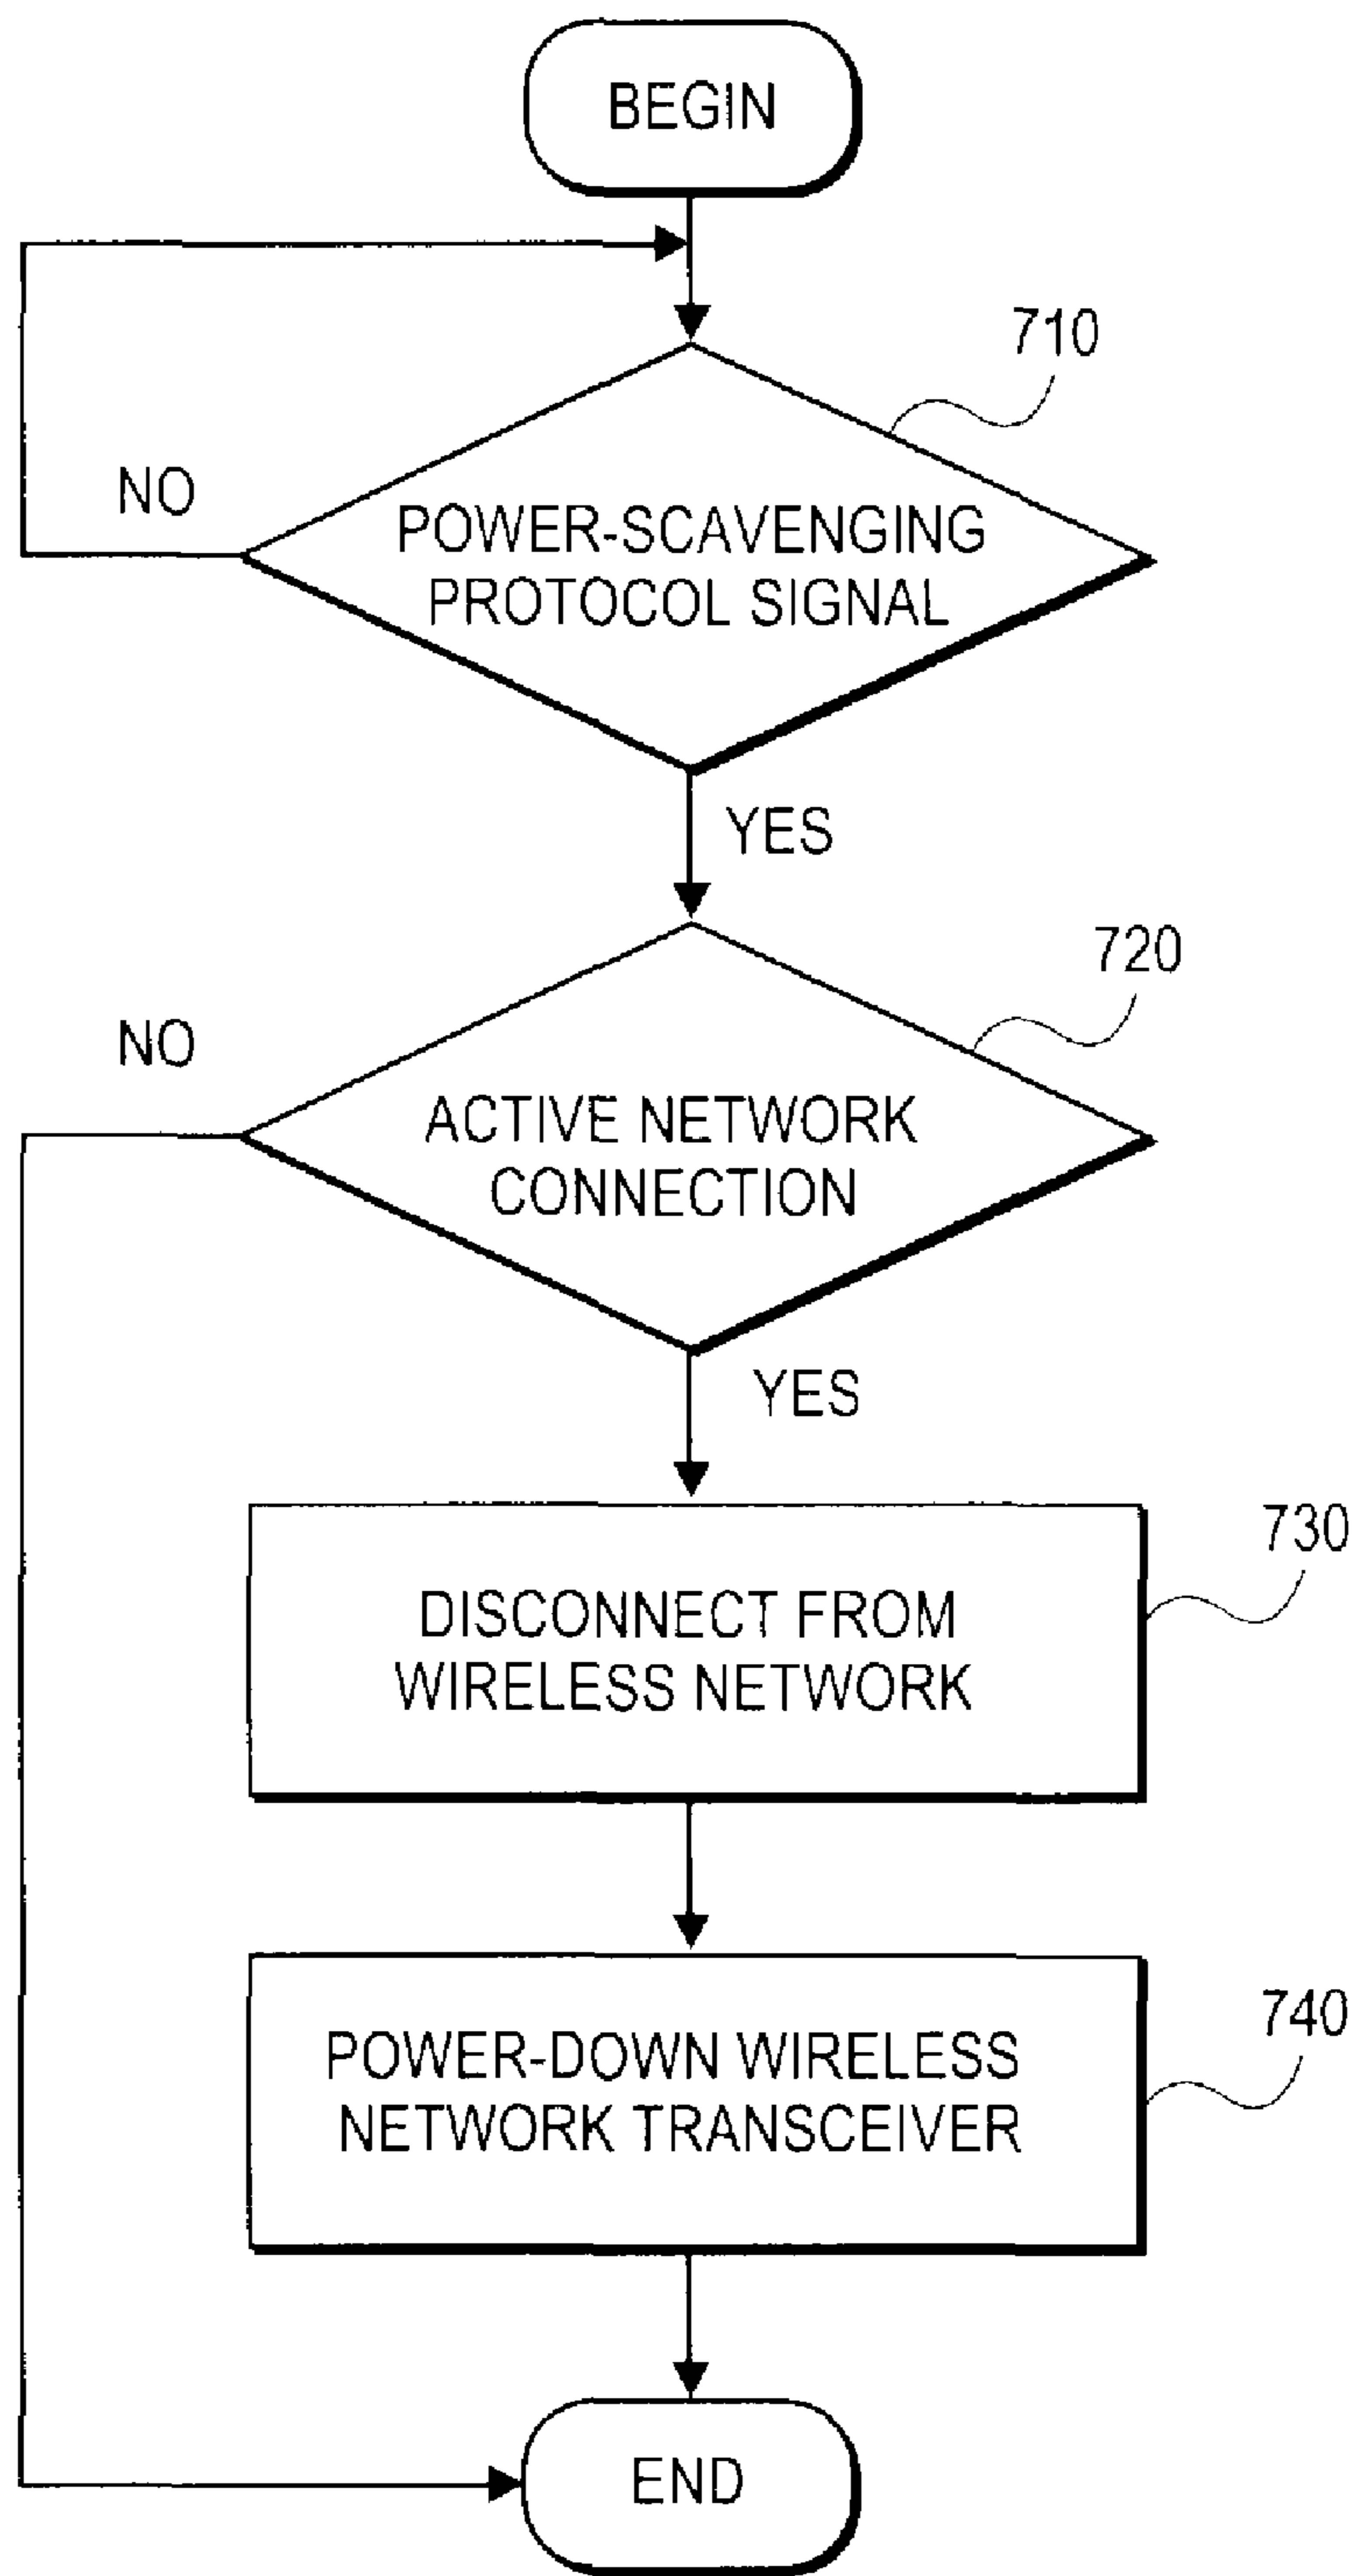 BEGIN
710
NO
POWER-SCAVENGING
PROTOCOL SIGNAL
YES
720
NO
ACTIVE NETWORK
CONNECTION
YES
730
DISCONNECT FROM
WIRELESS NETWORK
740
POWER-DOWN WIRELESS
NETWORK TRANSCEIVER
END